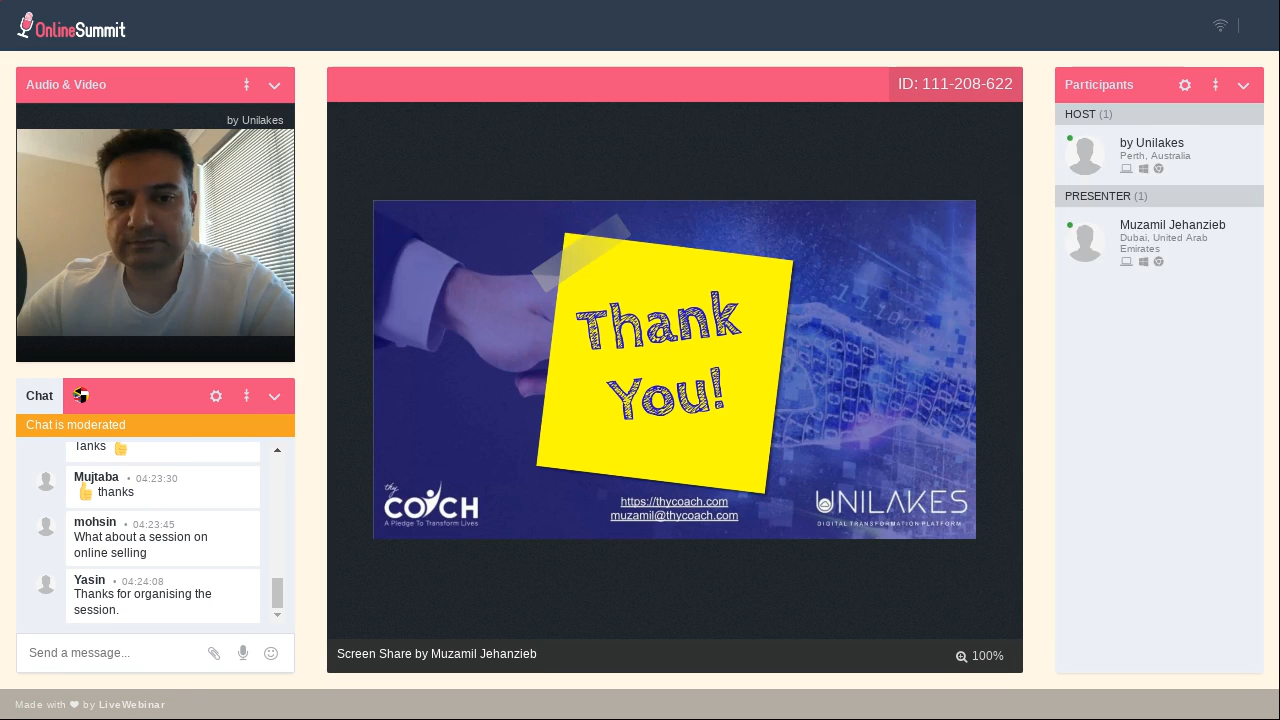 OnlineSummit
Audio & Video
by Unilakes
Chat
Chat is moderated
Tanks
Mujtaba • 04:23:30
thanks
mohsin • 04:23:45
What about a session on
online selling
Yasin • 04:24:08
Thanks for organising the
session.
Send a message...
ID: 111-208-622
Thank
You!
thy
COACH
A Pledge To Transform Lives
https://thycoach.com
muzamil@thycoach.com
UNILAKES
DIGITAL TRANSFORMATION PLATFORM
Screen Share by Muzamil Jehanzieb
100%
Participants
HOST (1)
by Unilakes
Perth, Australia
PRESENTER (1)
Muzamil Jehanzieb
Dubai, United Arab
Emirates
Made with ❤ by LiveWebinar